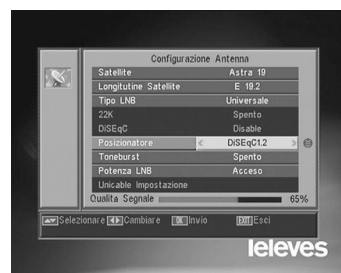 Configurazione Antenna
Satellite Astra 19
Longitutine Satellite E 19.2
Tipo LNB Universale
22K Spento
DiSEqC Disable
Posizionatore DiSEqC1.2
Toneburst Spento
Potenza LNB Acceso
Unicable Impostazione
Qualita Segnale 65%
Selezionare Cambiare OK Invio EXIT Esci
televes